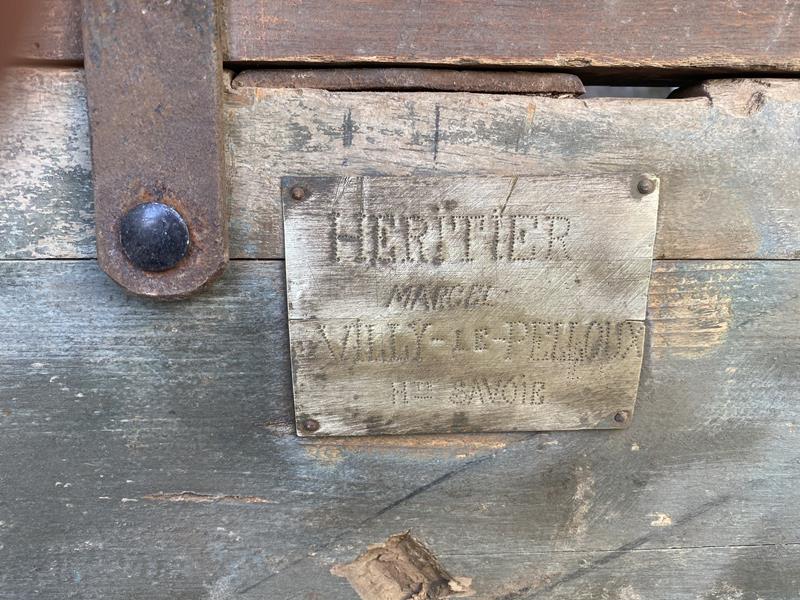 HERITIER
MARCEL
VILLY-LE-PELLOUX
Hte SAVOIE